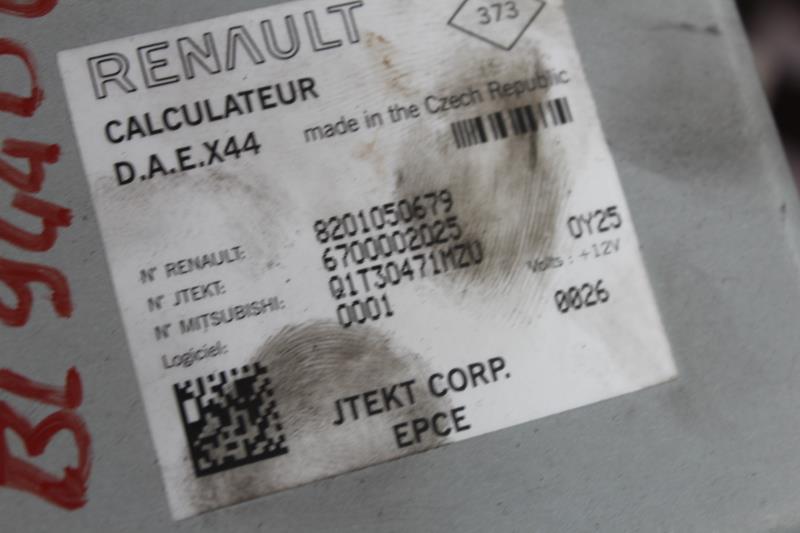 RENAULT
373
CALCULATEUR
D.A.E.X44
made in the Czech Republic
N° RENAULT: 8201050679
N° JTEKT: 6700002025 0Y25
N° MITSUBISHI: Q1T30471MZU Volts : +12V
Logiciel: 0001 0026
JTEKT CORP.
EPCE
BL944D